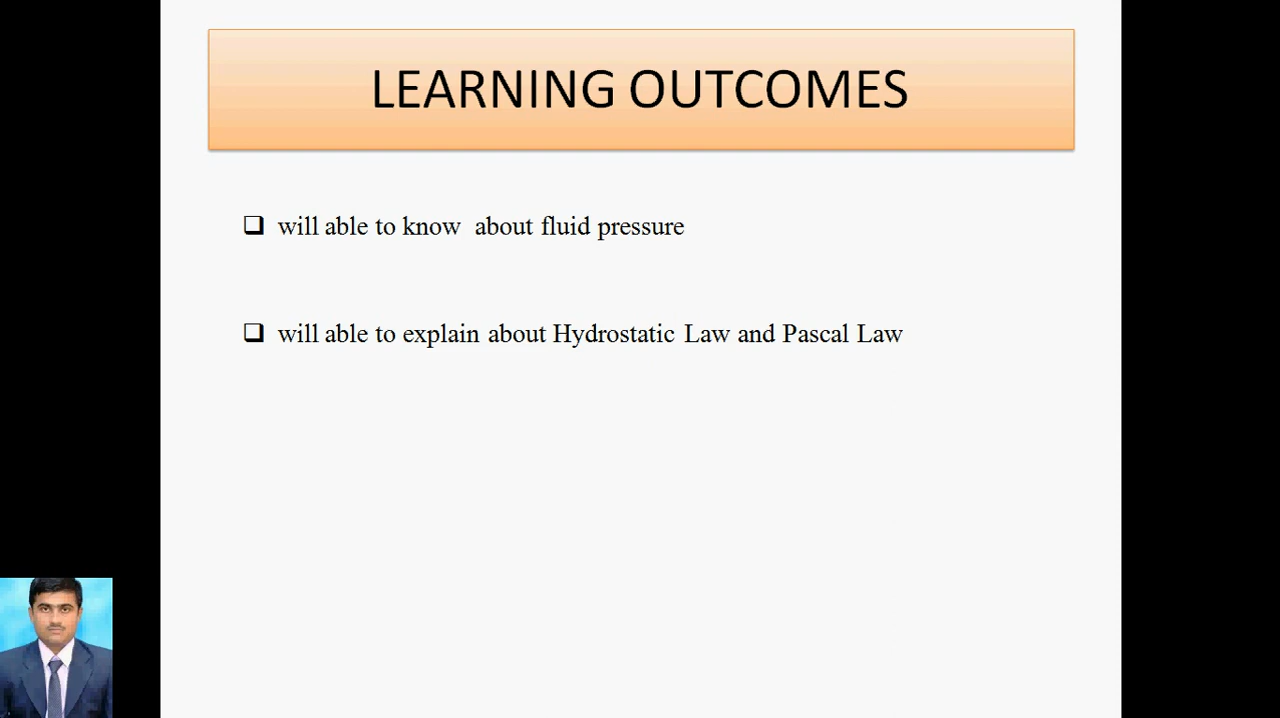 LEARNING OUTCOMES
will able to know about fluid pressure
will able to explain about Hydrostatic Law and Pascal Law